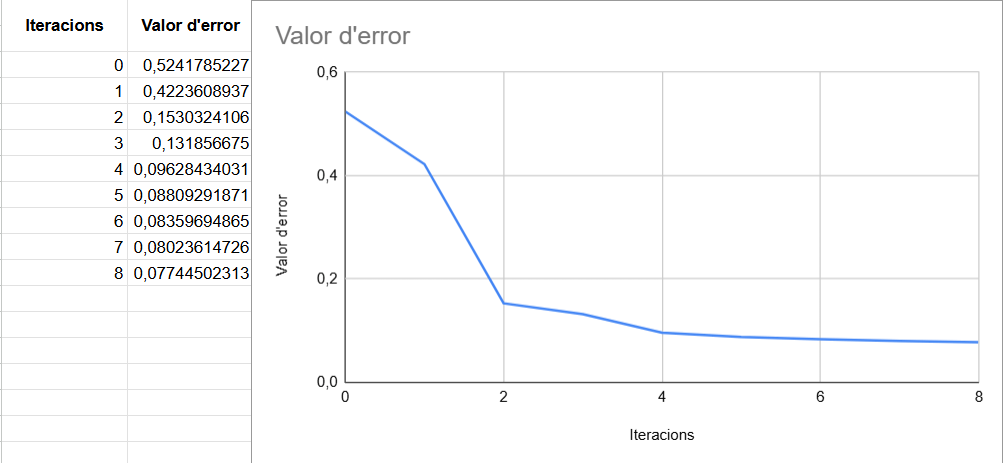 Iteracions Valor d'error
0 0,5241785227
1 0,4223608937
2 0,1530324106
3 0,131856675
4 0,09628434031
5 0,08809291871
6 0,08359694865
7 0,08023614726
8 0,07744502313
Valor d'error
Valor d'error
0,6
0,4
0,2
0,0
0 2 4 6 8
Iteracions